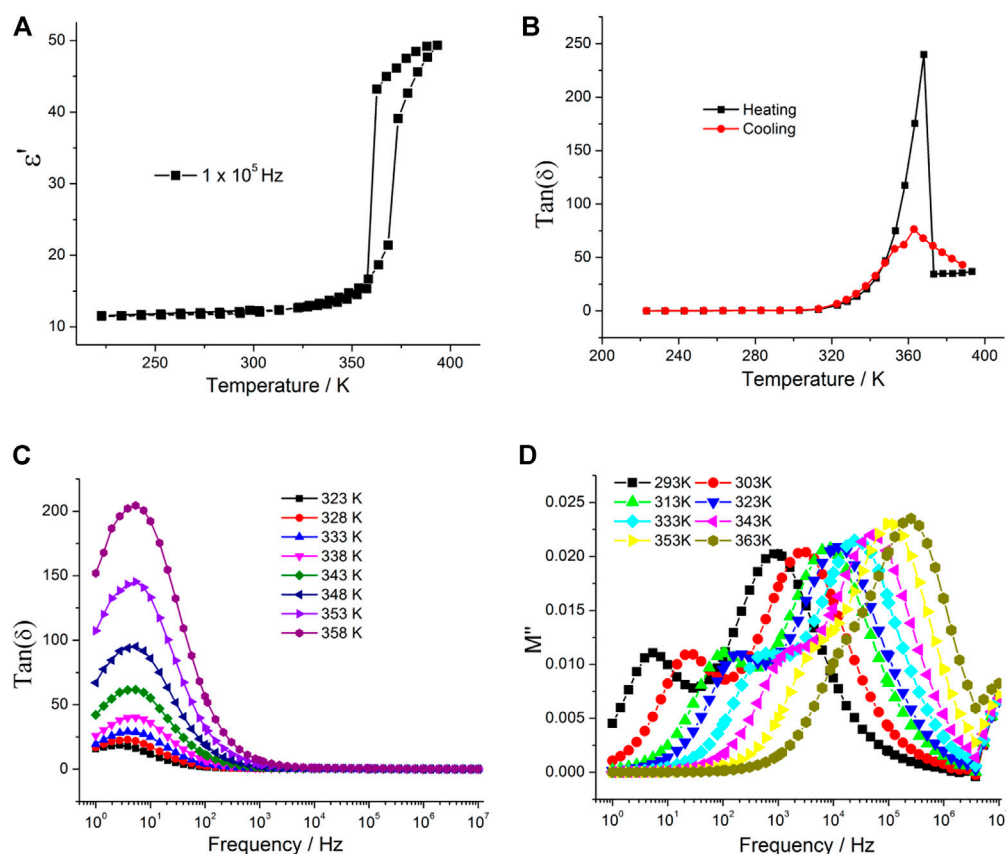 A
50
40
30
20
10
ε'
1 x 10⁵ Hz
250
300
350
400
Temperature / K
B
250
200
150
100
50
0
Tan(δ)
Heating
Cooling
200
240
280
320
360
400
Temperature / K
C
200
150
100
50
0
Tan(δ)
323 K
328 K
333 K
338 K
343 K
348 K
353 K
358 K
10⁰
10¹
10²
10³
10⁴
10⁵
10⁶
10⁷
Frequency / Hz
D
0.025
0.020
0.015
0.010
0.005
0.000
M"
293K 303K
313K 323K
333K 343K
353K 363K
10⁰
10¹
10²
10³
10⁴
10⁵
10⁶
10
Frequency / Hz